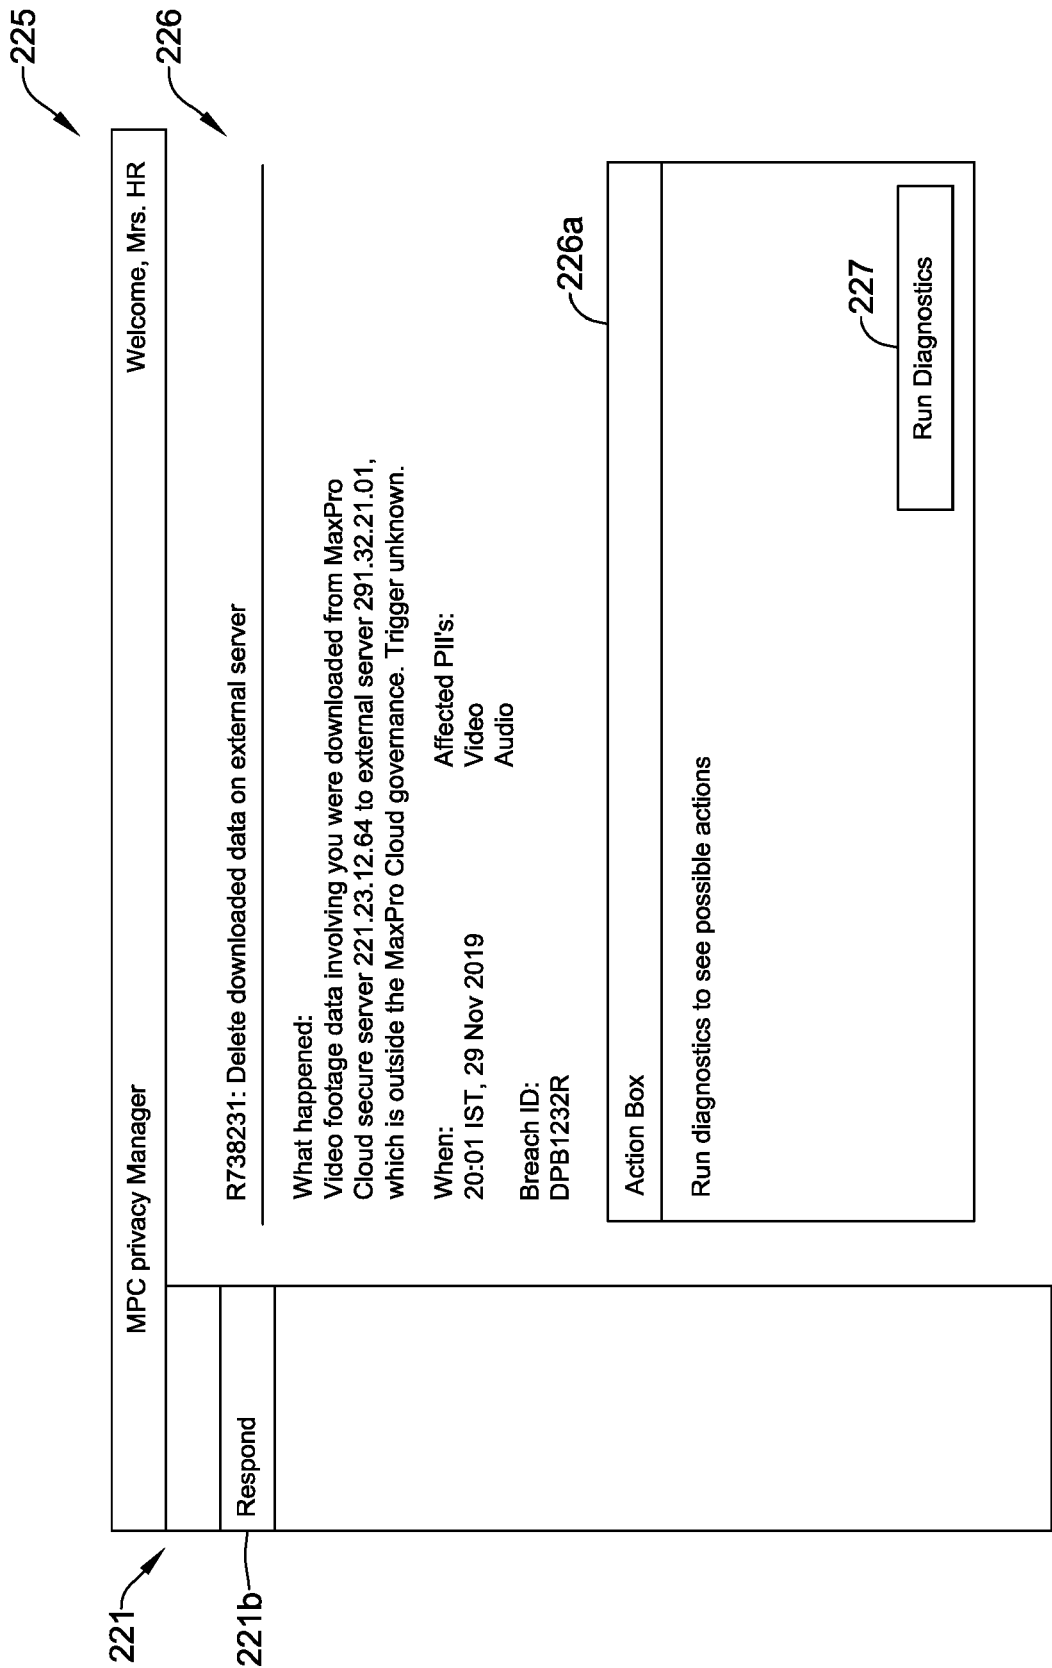 225
MPC privacy Manager
Welcome, Mrs. HR
221
226
221b
Respond
R738231: Delete downloaded data on external server
What happened:
Video footage data involving you were downloaded from MaxPro
Cloud secure server 221.23.12.64 to external server 291.32.21.01,
which is outside the MaxPro Cloud governance. Trigger unknown.
When:
20:01 IST, 29 Nov 2019
Affected PII's:
Video
Audio
Breach ID:
DPB1232R
226a
Action Box
Run diagnostics to see possible actions
227
Run Diagnostics